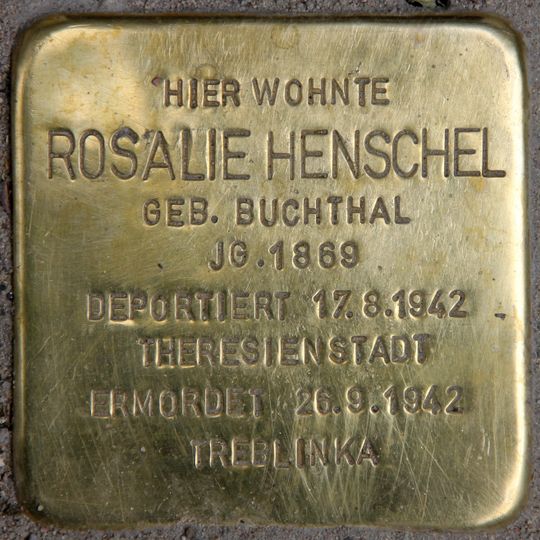 HIER WOHNTE
ROSALIE HENSCHEL
GEB. BUCHTHAL
JG. 1869
DEPORTIERT 17.8.1942
THERESIENSTADT
ERMORDET 26.9.1942
TREBLINKA